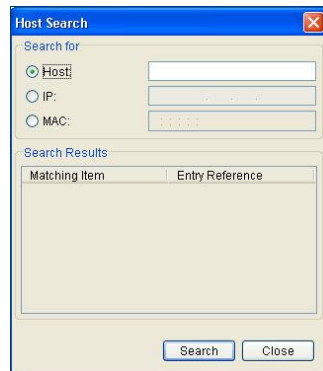 Host Search
Search for
Host:
IP: . . .
MAC: : : : : :
Search Results
Matching Item Entry Reference
Search Close